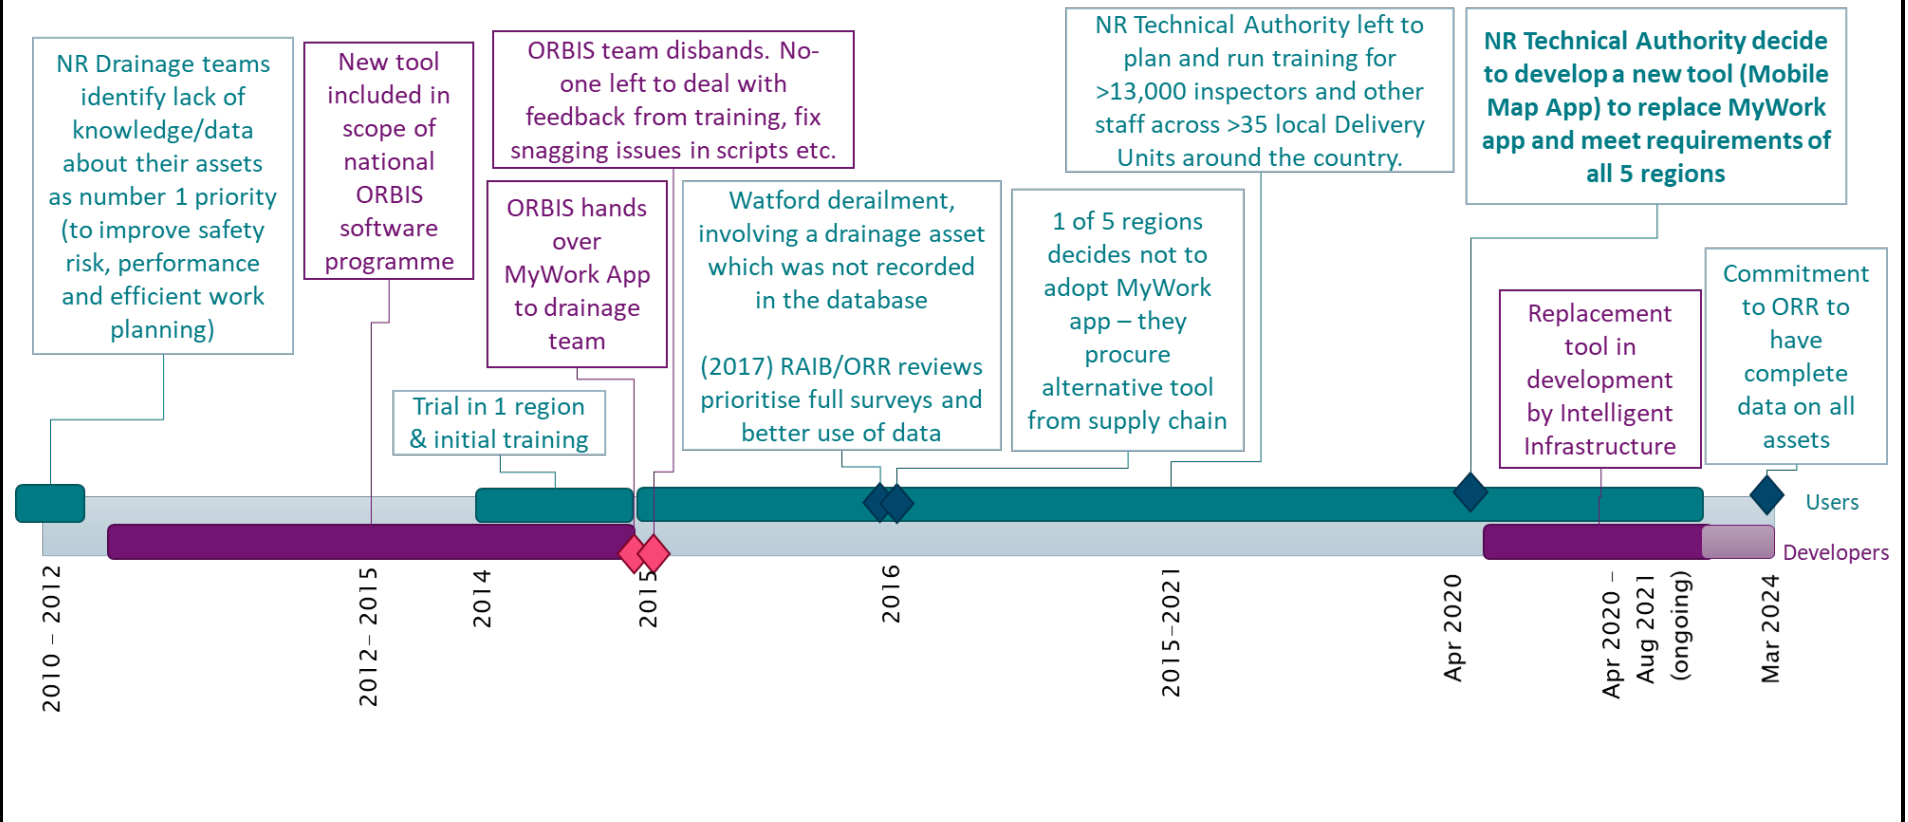 NR Drainage teams
identify lack of
knowledge/data
about their assets
as number 1 priority
(to improve safety
risk, performance
and efficient work
planning)
New tool
included in
scope of
national
ORBIS
software
programme
ORBIS team disbands. No-
one left to deal with
feedback from training, fix
snagging issues in scripts etc.
ORBIS hands
over
MyWork App
to drainage
team
Trial in 1 region
& initial training
Watford derailment,
involving a drainage asset
which was not recorded
in the database
(2017) RAIB/ORR reviews
prioritise full surveys and
better use of data
1 of 5 regions
decides not to
adopt MyWork
app – they
procure
alternative tool
from supply chain
NR Technical Authority left to
plan and run training for
>13,000 inspectors and other
staff across >35 local Delivery
Units around the country.
NR Technical Authority decide
to develop a new tool (Mobile
Map App) to replace MyWork
app and meet requirements of
all 5 regions
Replacement
tool in
development
by Intelligent
Infrastructure
Commitment
to ORR to
have
complete
data on all
assets
Users
Developers
2010 – 2012
2012– 2015
2014
2015
2016
2015–2021
Apr 2020
Apr 2020 –
Aug 2021
(ongoing)
Mar 2024